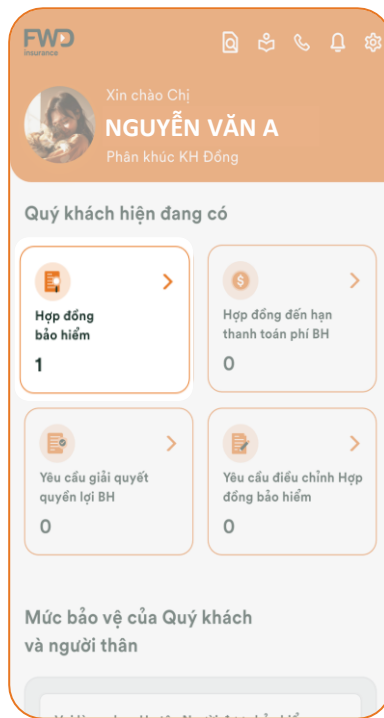 FWD
insurance
Xin chào Chị
NGUYỄN VĂN A
Phân khúc KH Đồng
Quý khách hiện đang có
Hợp đồng
bảo hiểm
1
Hợp đồng đến hạn
thanh toán phí BH
0
Yêu cầu giải quyết
quyền lợi BH
0
Yêu cầu điều chỉnh Hợp
đồng bảo hiểm
0
Mức bảo vệ của Quý khách
và người thân